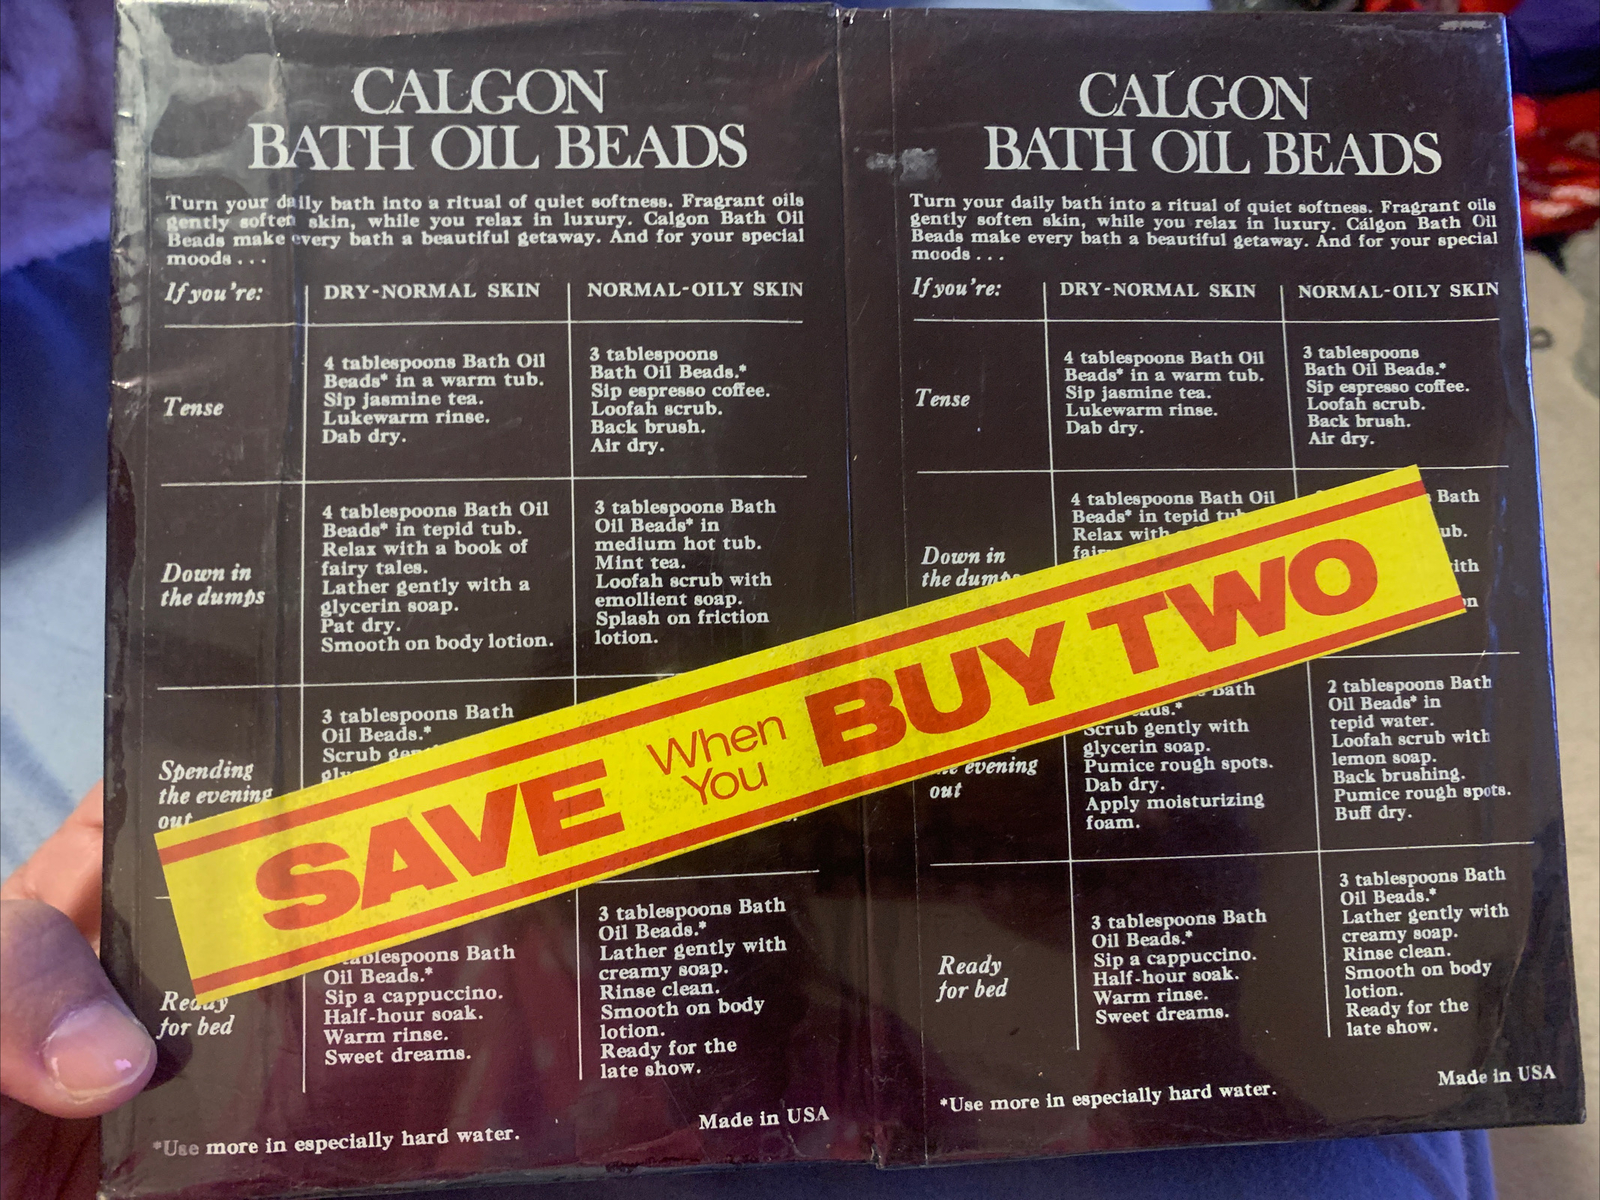 CALGON
BATH OIL BEADS
Turn your daily bath into a ritual of quiet softness. Fragrant oils
gently soften skin, while you relax in luxury. Calgon Bath Oil
Beads make every bath a beautiful getaway. And for your special
moods . . .
If you're:
DRY-NORMAL SKIN
NORMAL-OILY SKIN
Tense
4 tablespoons Bath Oil
Beads* in a warm tub.
Sip jasmine tea.
Lukewarm rinse.
Dab dry.
3 tablespoons
Bath Oil Beads.*
Sip espresso coffee.
Loofah scrub.
Back brush.
Air dry.
Down in
the dumps
4 tablespoons Bath Oil
Beads* in tepid tub.
Relax with a book of
fairy tales.
Lather gently with a
glycerin soap.
Pat dry.
Smooth on body lotion.
3 tablespoons Bath
Oil Beads* in
medium hot tub.
Mint tea.
Loofah scrub with
emollient soap.
Splash on friction
lotion.
Spending
the evening
out
3 tablespoons Bath
Oil Beads.*
Scrub
Ready
for bed
Bath
Oil Beads.*
Sip a cappuccino.
Half-hour soak.
Warm rinse.
Sweet dreams.
3 tablespoons Bath
Oil Beads.*
Lather gently with
creamy soap.
Rinse clean.
Smooth on body
lotion.
Ready for the
late show.
Made in USA
*Use more in especially hard water.
SAVE When You BUY TWO
CALGON
BATH OIL BEADS
Turn your daily bath into a ritual of quiet softness. Fragrant oils
gently soften skin, while you relax in luxury. Calgon Bath Oil
Beads make every bath a beautiful getaway. And for your special
moods . . .
If you're:
DRY-NORMAL SKIN
NORMAL-OILY SKIN
Tense
4 tablespoons Bath Oil
Beads* in a warm tub.
Sip jasmine tea.
Lukewarm rinse.
Dab dry.
3 tablespoons
Bath Oil Beads.*
Sip espresso coffee.
Loofah scrub.
Back brush.
Air dry.
Down in
the dumps
4 tablespoons Bath Oil
Beads* in tepid tub.
Relax with
Bath
evening
out
Bath
Scrub gently with
glycerin soap.
Pumice rough spots.
Dab dry.
Apply moisturizing
foam.
2 tablespoons Bath
Oil Beads* in
tepid water.
Loofah scrub with
lemon soap.
Back brushing.
Pumice rough spots.
Buff dry.
Ready
for bed
3 tablespoons Bath
Oil Beads.*
Sip a cappuccino.
Half-hour soak.
Warm rinse.
Sweet dreams.
3 tablespoons Bath
Oil Beads.*
Lather gently with
creamy soap.
Rinse clean.
Smooth on body
lotion.
Ready for the
late show.
Made in USA
*Use more in especially hard water.